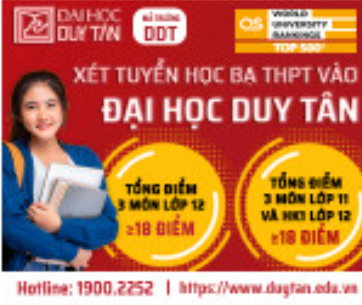 ĐẠI HỌC
DUY TÂN
MÃ TRƯỜNG
DDT
QS
WORLD
UNIVERSITY
RANKINGS
TOP 500
XÉT TUYỂN HỌC BẠ THPT VÀO
ĐẠI HỌC DUY TÂN
TỔNG ĐIỂM
3 MÔN LỚP 12
≥18 ĐIỂM
TỔNG ĐIỂM
3 MÔN LỚP 11
VÀ HK1 LỚP 12
≥18 ĐIỂM
Hotline: 1900.2252 | https://www.duytan.edu.vn